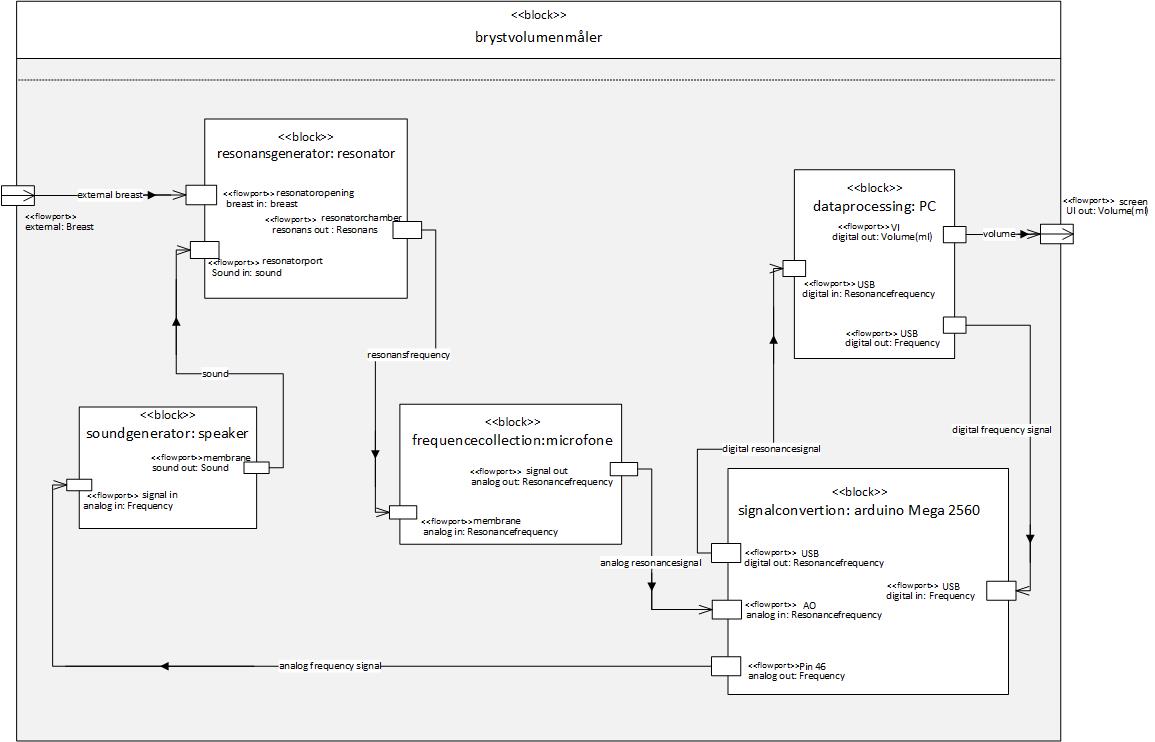 <<block>>
brystvolumenmåler
<<block>>
resonansgenerator: resonator
external breast
<<flowport>> resonatoropening
breast in: breast
<<flowport>>
external: Breast
<<flowport>> resonatorchamber
resonans out : Resonans
<<flowport>> resonatorport
Sound in: sound
<<block>>
dataprocessing: PC
<<flowport>> VI
digital out: Volume(ml)
volume
<<flowport>> screen
UI out: Volume(ml)
<<flowport>> USB
digital in: Resonancefrequency
<<flowport>> USB
digital out: Frequency
resonansfrequency
sound
<<block>>
soundgenerator: speaker
<<flowport>> membrane
sound out: Sound
<<flowport>> signal in
analog in: Frequency
<<block>>
frequencecollection:microfone
<<flowport>> signal out
analog out: Resonancefrequency
<<flowport>> membrane
analog in: Resonancefrequency
digital frequency signal
digital resonancesignal
<<block>>
signalconvertion: arduino Mega 2560
analog resonancesignal
<<flowport>> USB
digital out: Resonancefrequency
<<flowport>> USB
digital in: Frequency
<<flowport>> AO
analog in: Resonancefrequency
analog frequency signal
<<flowport>>Pin 46
analog out: Frequency